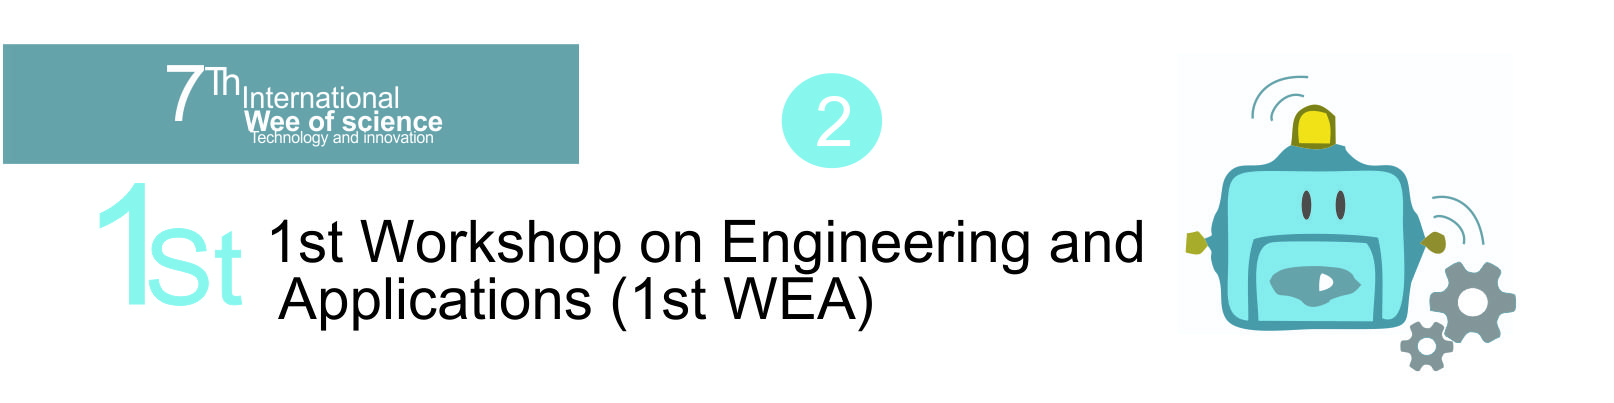 7Th International
Wee of science
Technology and innovation
2
1st
1st Workshop on Engineering and
Applications (1st WEA)